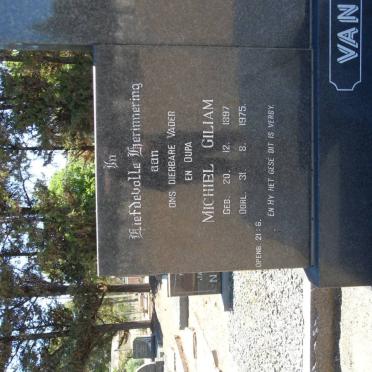 In
Liefdevolle Herinnering
aan
ONS DIERBARE VADER
EN OUPA
MICHIEL GILIAM
GEB. 20. 12. 1897
OORL. 31. 8. 1975.
EN HY HET GESÊ DIT IS VERBY.
OPENB. 21: 6.
VAN